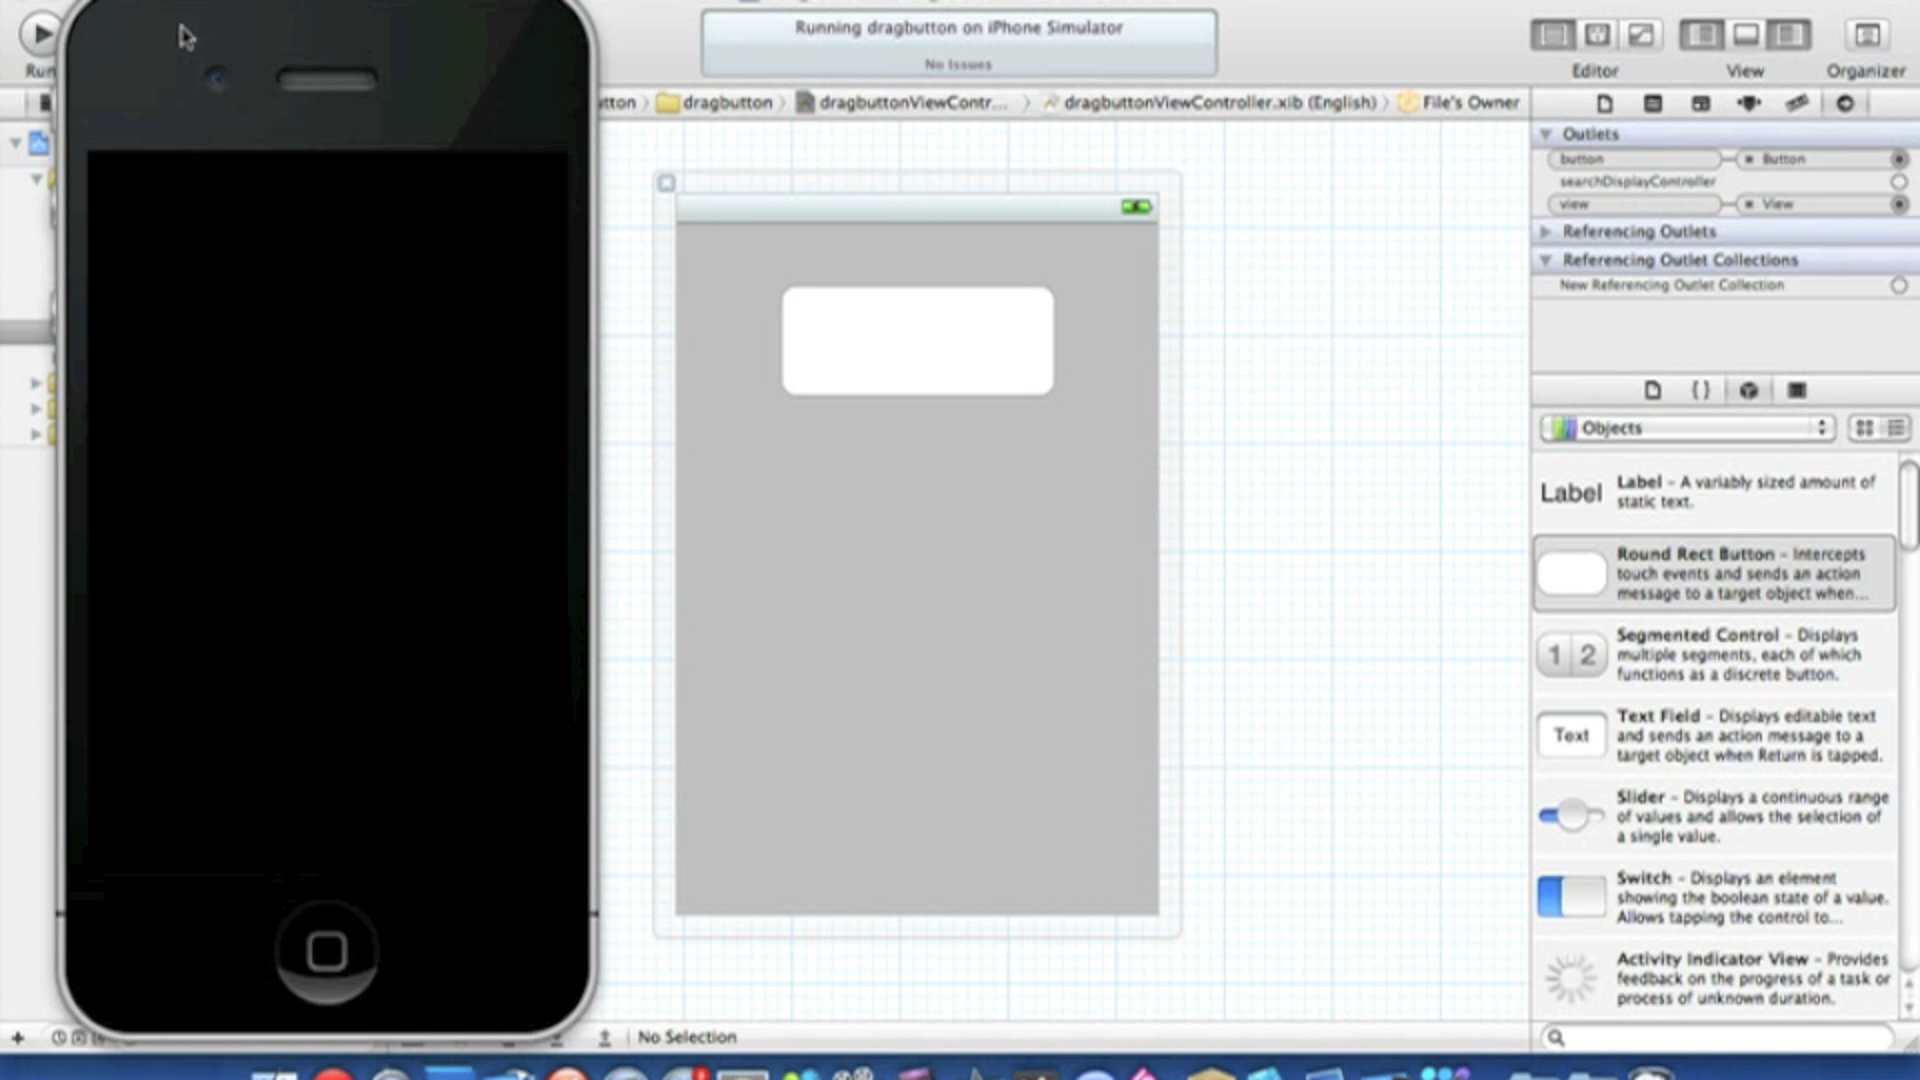 Running dragbutton on iPhone Simulator
No Issues
Run
Editor
View
Organizer
tton
dragbutton
dragbuttonViewContr...
dragbuttonViewController.xib (English)
File's Owner
Outlets
button
Button
searchDisplayController
view
View
Referencing Outlets
Referencing Outlet Collections
New Referencing Outlet Collection
{ }
Objects
Label
Label – A variably sized amount of
static text.
Round Rect Button – Intercepts
touch events and sends an action
message to a target object when...
1 2
Segmented Control – Displays
multiple segments, each of which
functions as a discrete button.
Text
Text Field – Displays editable text
and sends an action message to a
target object when Return is tapped.
Slider – Displays a continuous range
of values and allows the selection of
a single value.
Switch – Displays an element
showing the boolean state of a value.
Allows tapping the control to...
Activity Indicator View – Provides
feedback on the progress of a task or
process of unknown duration.
No Selection